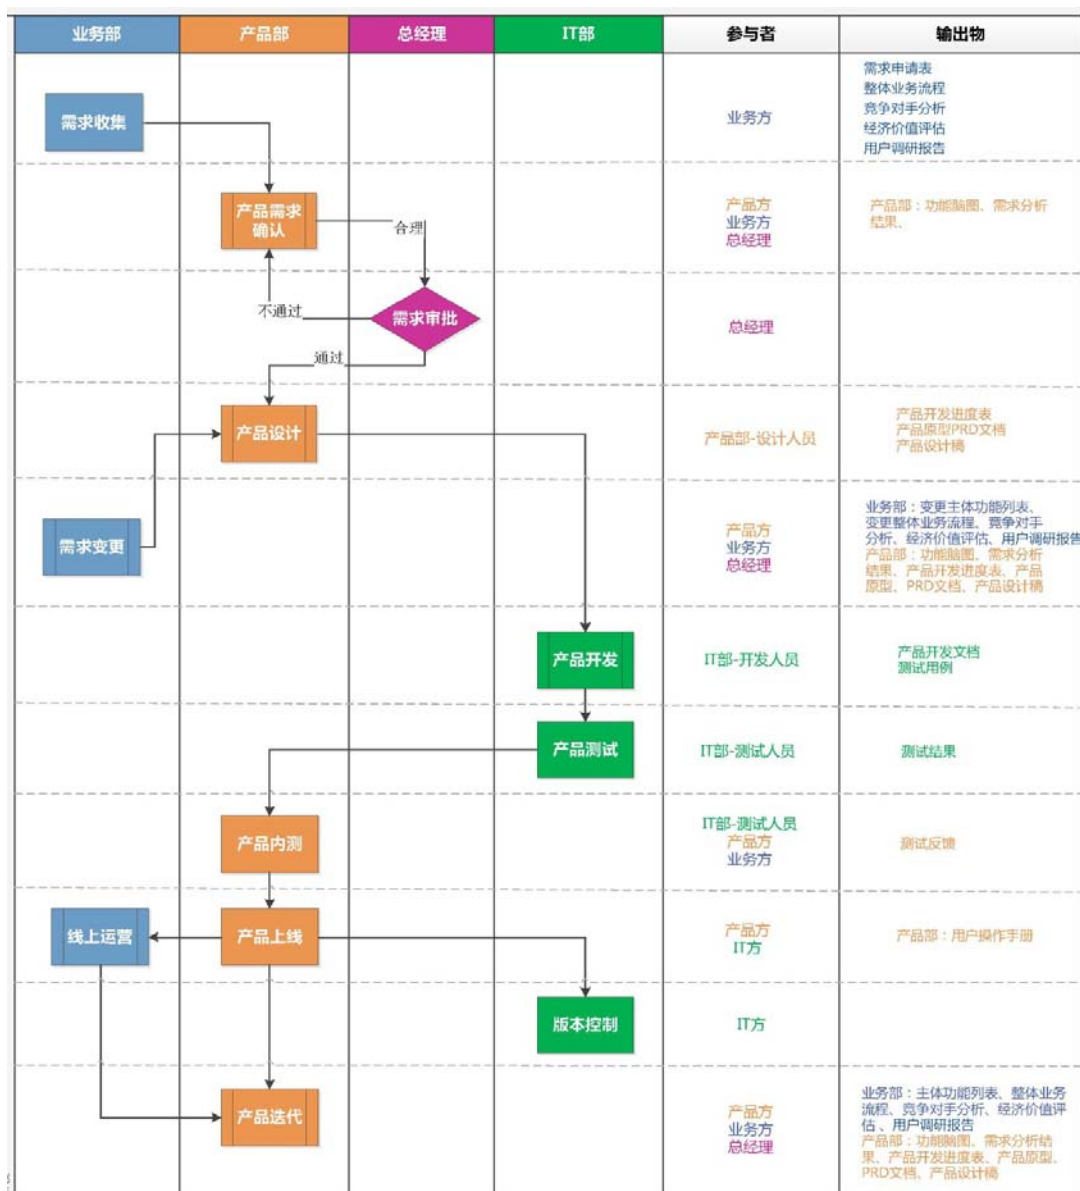 业务部
产品部
总经理
IT部
参与者
输出物
需求收集
业务方
需求申请表
整体业务流程
竞争对手分析
经济价值评估
用户调研报告
产品需求
确认
合理
产品方
业务方
总经理
产品部：功能脑图、需求分析
结果、
不通过
需求审批
总经理
通过
产品设计
产品部-设计人员
产品开发进度表
产品原型PRD文档
产品设计稿
需求变更
产品方
业务方
总经理
业务部：变更主体功能列表、
变更整体业务流程、竞争对手
分析、经济价值评估、用户调研报告
产品部：功能脑图、需求分析
结果、产品开发进度表、产品
原型、PRD文档、产品设计稿
产品开发
IT部-开发人员
产品开发文档
测试用例
产品测试
IT部-测试人员
测试结果
产品内测
IT部-测试人员
产品方
业务方
测试反馈
线上运营
产品上线
产品方
IT方
产品部：用户操作手册
版本控制
IT方
产品迭代
产品方
业务方
总经理
业务部：主体功能列表、整体业务
流程、竞争对手分析、经济价值评
估、用户调研报告
产品部：功能脑图、需求分析结
果、产品开发进度表、产品原型、
PRD文档、产品设计稿